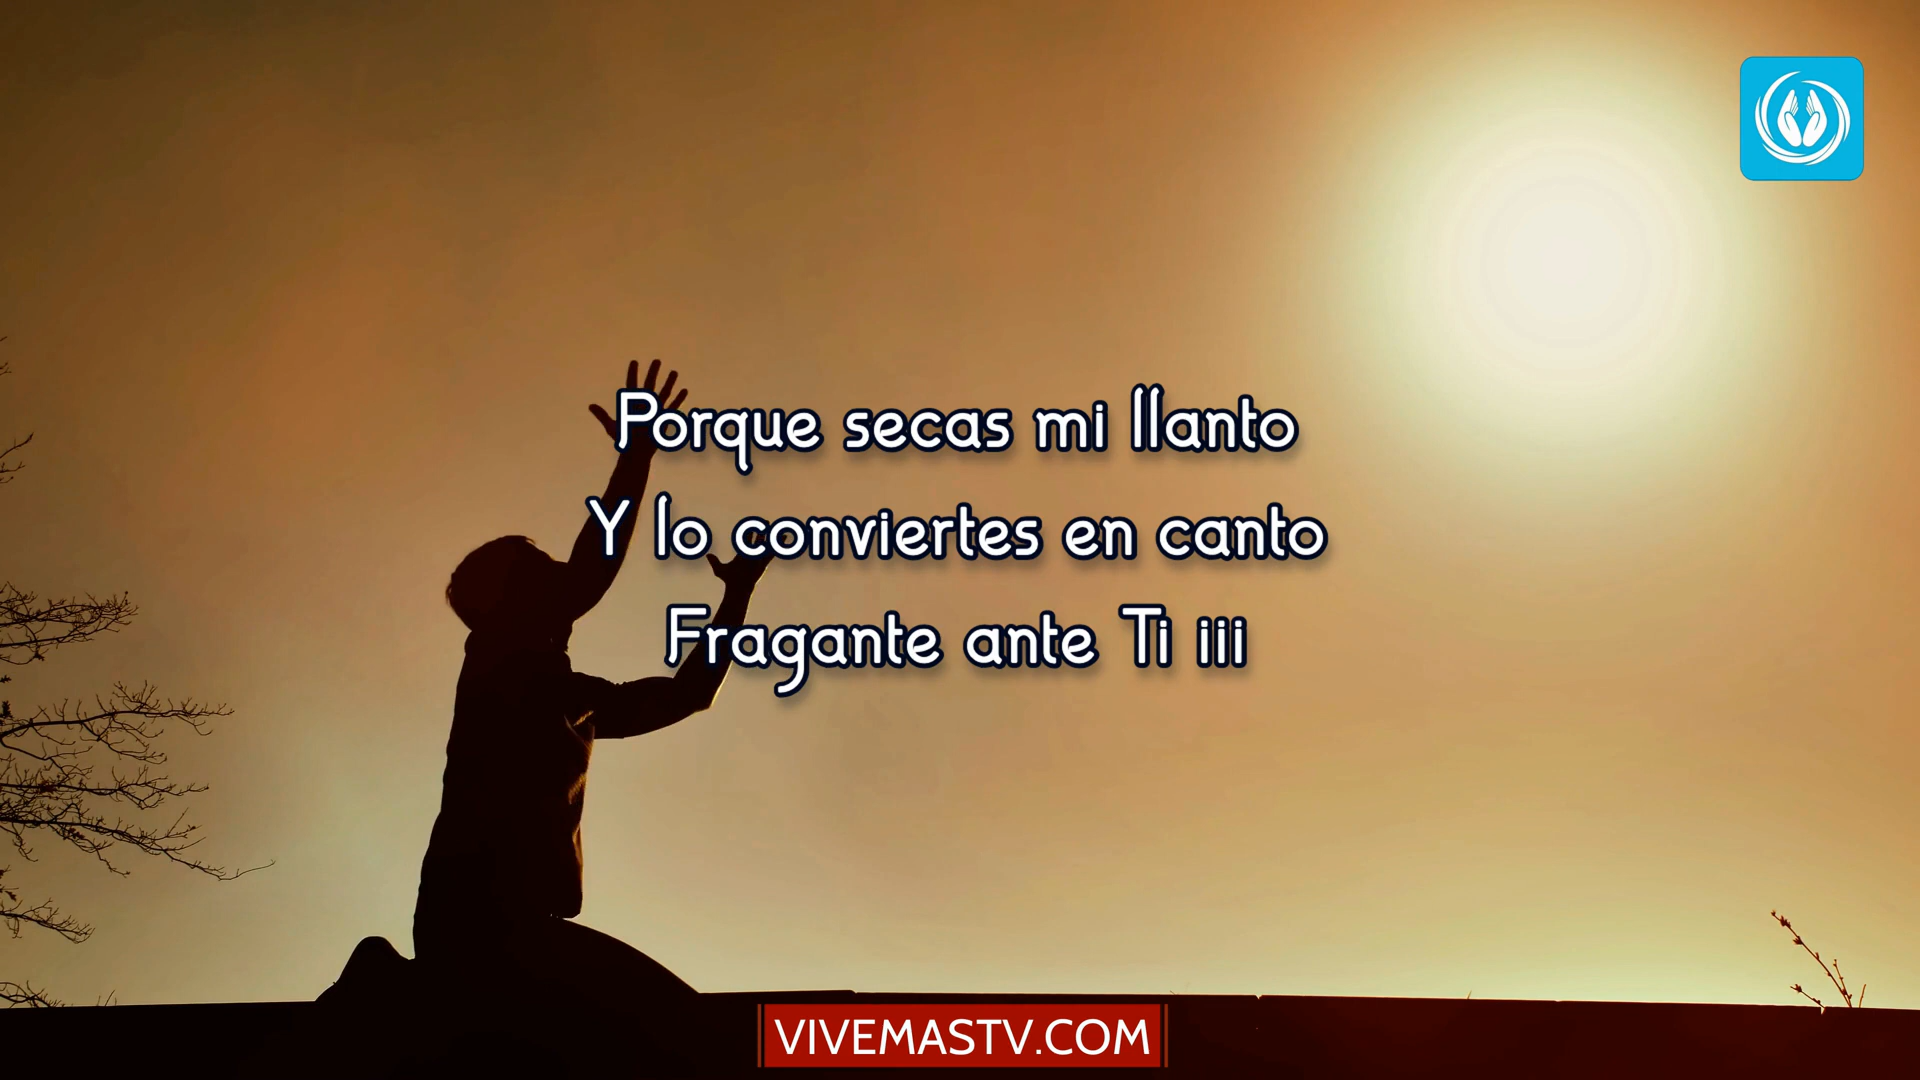 Porque secas mi llanto
Y lo conviertes en canto
Fragante ante Ti iii
VIVEMASTV.COM